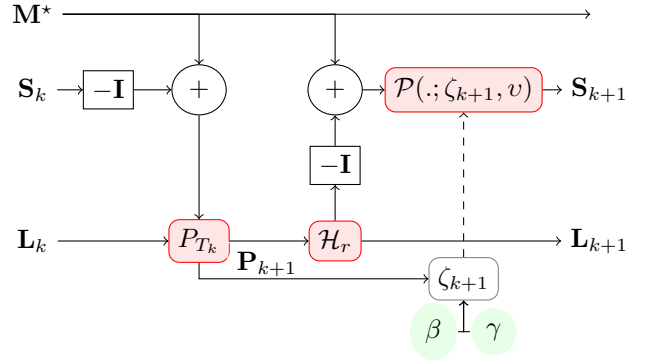 M⋆
S_k −I + + P(.; ζ_{k+1}, υ) S_{k+1}
−I
L_k P_{T_k} H_r L_{k+1}
P_{k+1} ζ_{k+1}
β γ